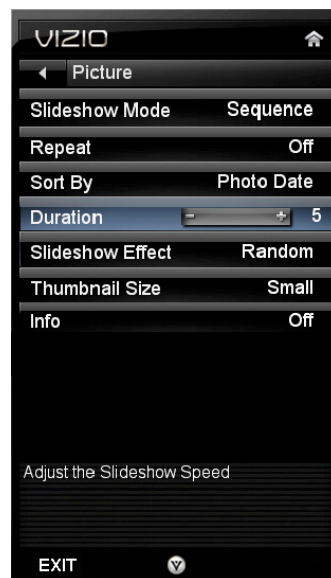 VIZIO
Picture
Slideshow Mode Sequence
Repeat Off
Sort By Photo Date
Duration - + 5
Slideshow Effect Random
Thumbnail Size Small
Info Off
Adjust the Slideshow Speed
EXIT V